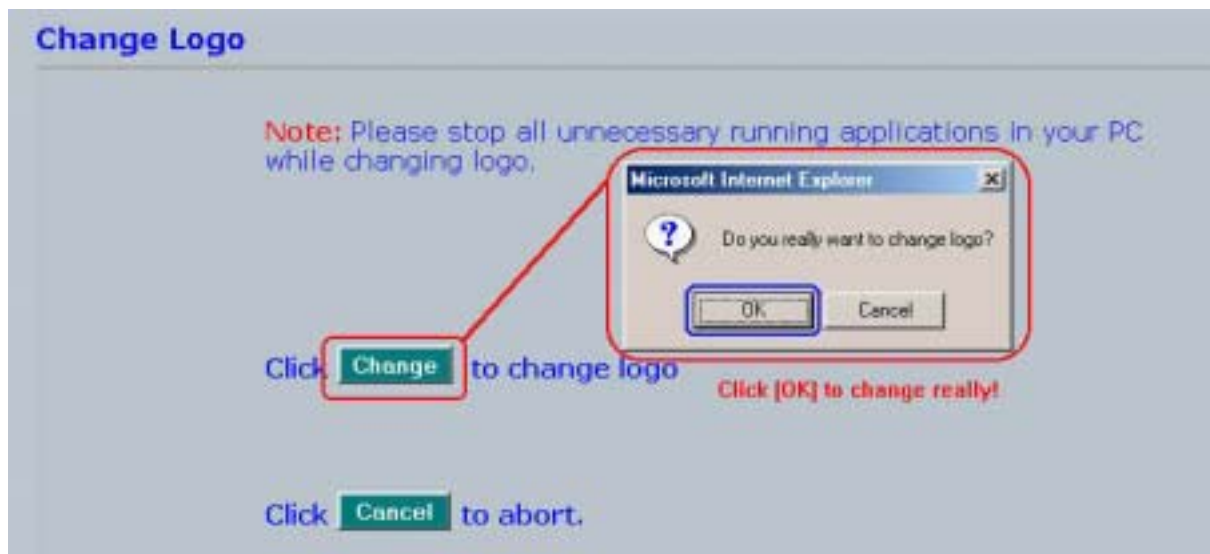 Change Logo
Note: Please stop all unnecessary running applications in your PC
while changing logo.
Microsoft Internet Explorer
Do you really want to change logo?
OK Cancel
Click Change to change logo
Click [OK] to change really!
Click Cancel to abort.